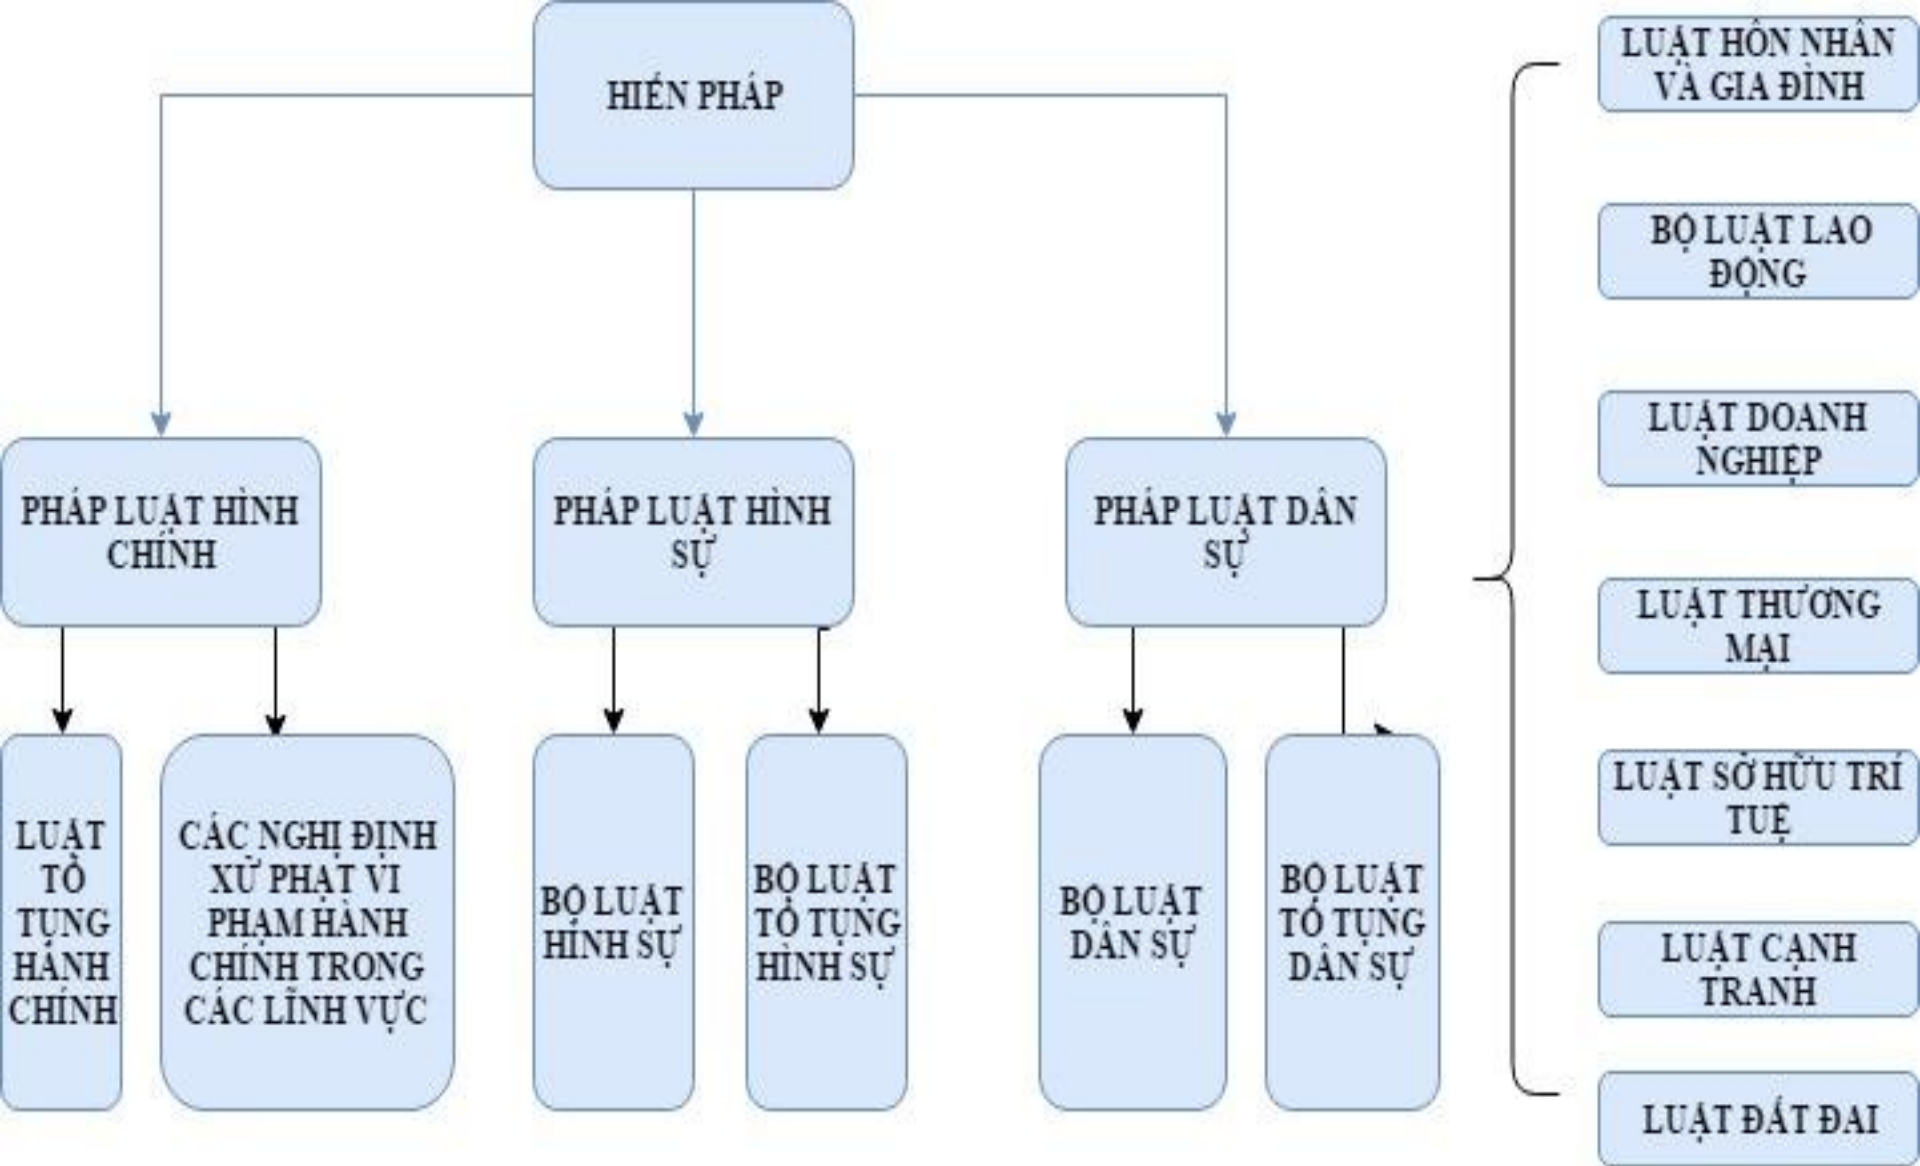 HIẾN PHÁP
PHÁP LUẬT HÌNH
CHÍNH
PHÁP LUẬT HÌNH
SỰ
PHÁP LUẬT DÂN
SỰ
LUẬT
TỐ
TỤNG
HÀNH
CHÍNH
CÁC NGHỊ ĐỊNH
XỬ PHẠT VI
PHẠM HÀNH
CHÍNH TRONG
CÁC LĨNH VỰC
BỘ LUẬT
HÌNH SỰ
BỘ LUẬT
TỐ TỤNG
HÌNH SỰ
BỘ LUẬT
DÂN SỰ
BỘ LUẬT
TỐ TỤNG
DÂN SỰ
LUẬT HÔN NHÂN
VÀ GIA ĐÌNH
BỘ LUẬT LAO
ĐỘNG
LUẬT DOANH
NGHIỆP
LUẬT THƯƠNG
MẠI
LUẬT SỞ HỮU TRÍ
TUỆ
LUẬT CẠNH
TRANH
LUẬT ĐẤT ĐAI